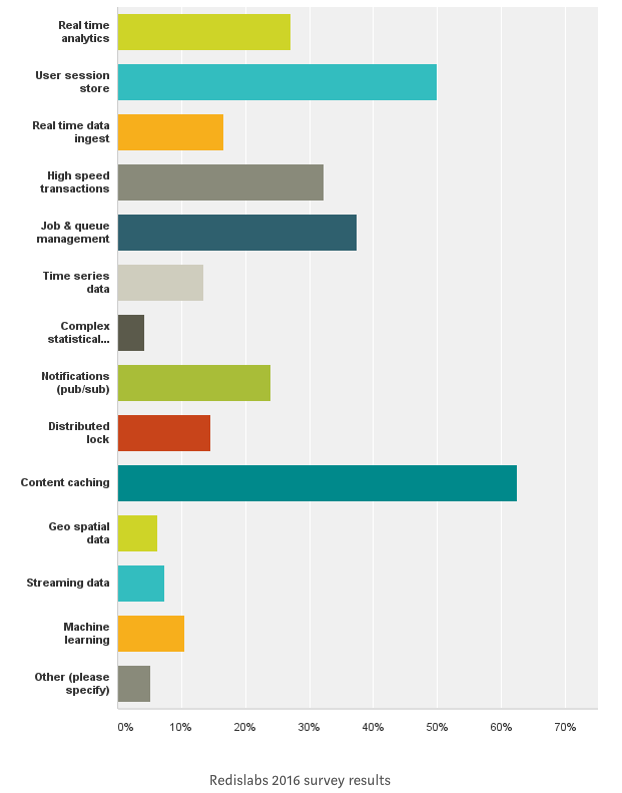 Real time
analytics
User session
store
Real time data
ingest
High speed
transactions
Job & queue
management
Time series
data
Complex
statistical...
Notifications
(pub/sub)
Distributed
lock
Content caching
Geo spatial
data
Streaming data
Machine
learning
Other (please
specify)
0% 10% 20% 30% 40% 50% 60% 70%
Redislabs 2016 survey results